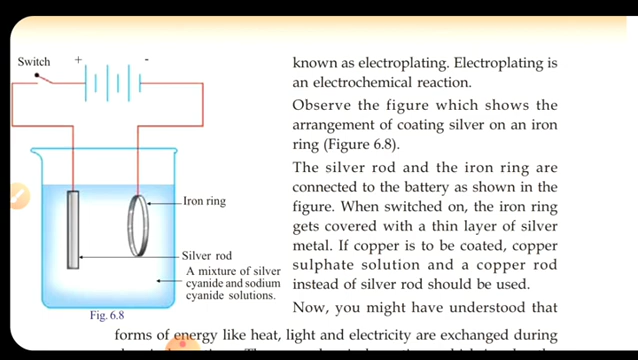 Switch
+ -
known as electroplating. Electroplating is
an electrochemical reaction.
Observe the figure which shows the
arrangement of coating silver on an iron
ring (Figure 6.8).
The silver rod and the iron ring are
connected to the battery as shown in the
figure. When switched on, the iron ring
gets covered with a thin layer of silver
metal. If copper is to be coated, copper
sulphate solution and a copper rod
instead of silver rod should be used.
Now, you might have understood that
Iron ring
Silver rod
A mixture of silver
cyanide and sodium
cyanide solutions.
Fig. 6.8
forms of energy like heat, light and electricity are exchanged during